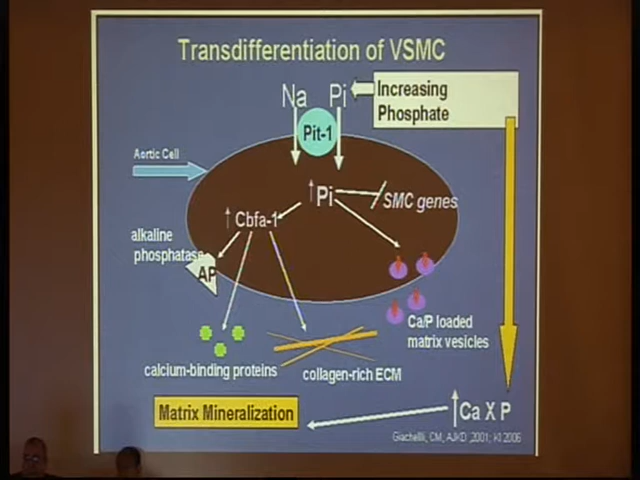 Transdifferentiation of VSMC
Na Pi
Increasing
Phosphate
Pit-1
Aortic Cell
↑Pi
SMC genes
↑ Cbfa-1
alkaline
phosphatase
AP
Ca/P loaded
matrix vesicles
calcium-binding proteins
collagen-rich ECM
Matrix Mineralization
↑Ca X P
Giachelli, CM, AJKD ,2001; KI 2006